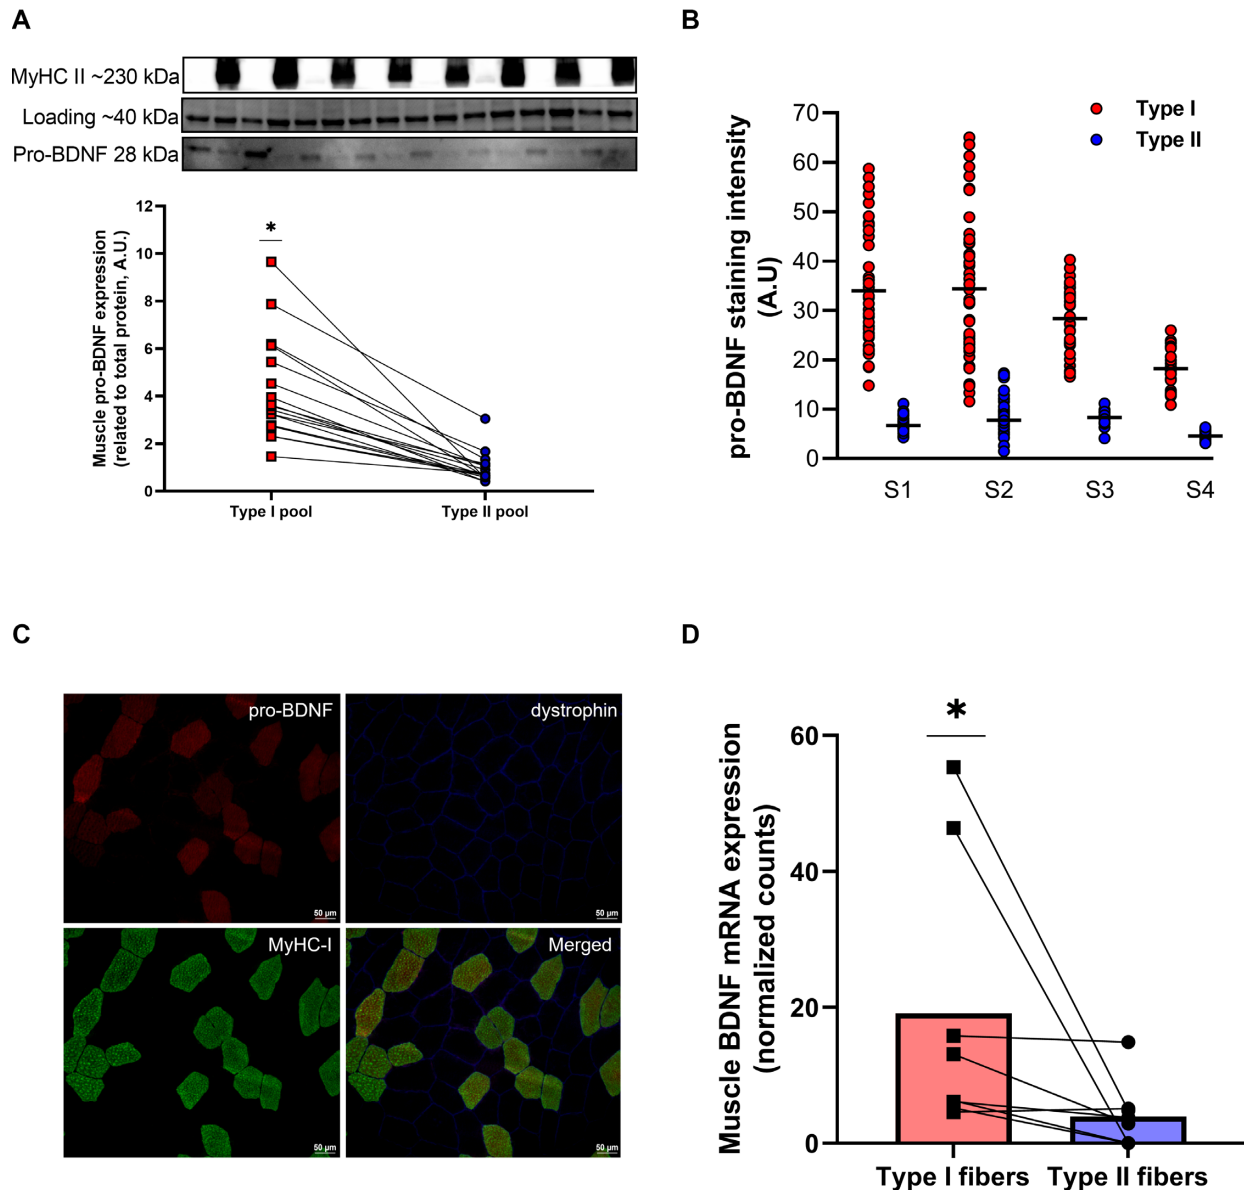 A
MyHC II ~230 kDa
Loading ~40 kDa
Pro-BDNF 28 kDa
Muscle pro-BDNF expression
(related to total protein, A.U.)
12
10
8
6
4
2
0
*
Type I pool
Type II pool
B
pro-BDNF staining intensity
(A.U)
70
60
50
40
30
20
10
0
Type I
Type II
S1
S2
S3
S4
C
pro-BDNF
50 µm
dystrophin
50 µm
MyHC-I
50 µm
Merged
50 µm
D
Muscle BDNF mRNA expression
(normalized counts)
60
40
20
0
*
Type I fibers
Type II fibers